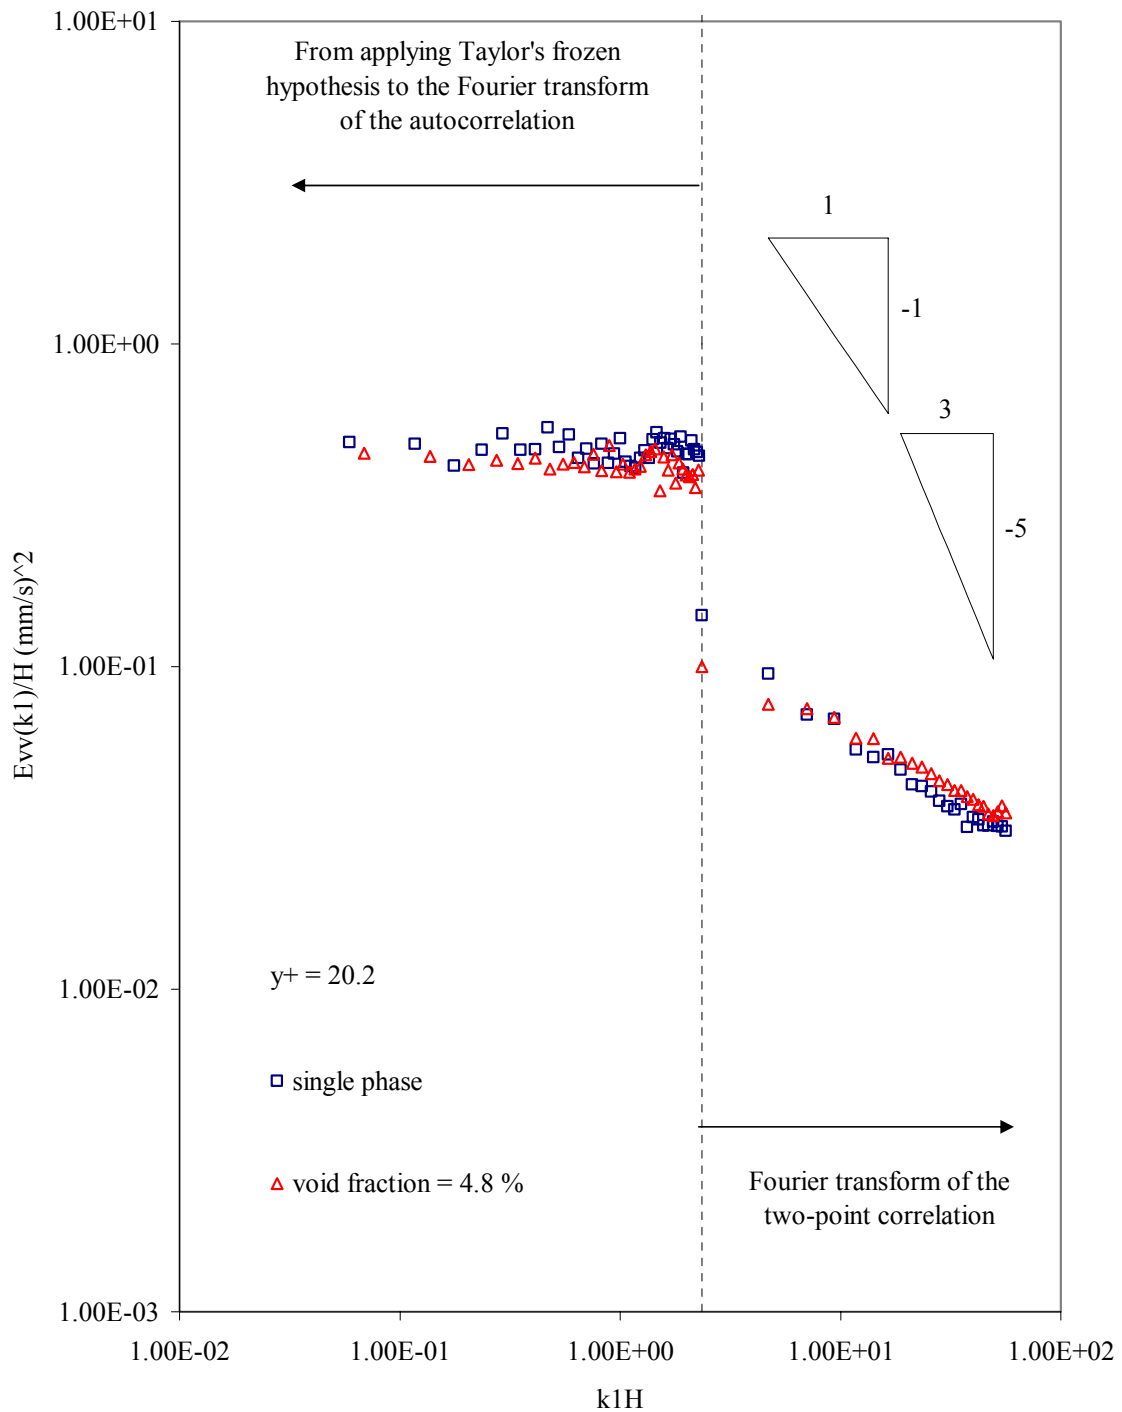 1.00E+01
From applying Taylor's frozen
hypothesis to the Fourier transform
of the autocorrelation
1
-1
1.00E+00
3
-5
Evv(k1)/H (mm/s)^2
1.00E-01
y+ = 20.2
1.00E-02
single phase
void fraction = 4.8 %
Fourier transform of the
two-point correlation
1.00E-03
1.00E-02
1.00E-01
1.00E+00
1.00E+01
1.00E+02
k1H